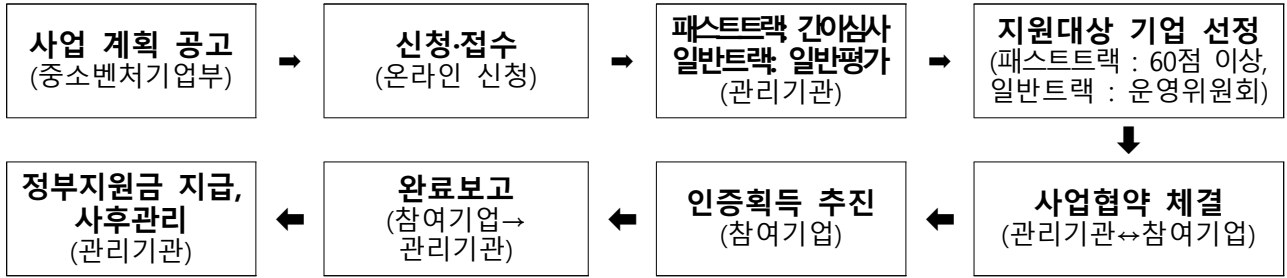 사업 계획 공고
(중소벤처기업부)
➡
신청·접수
(온라인 신청)
➡
패스트트랙: 간이심사
일반트랙: 일반평가
(관리기관)
➡
지원대상 기업 선정
(패스트트랙 : 60점 이상,
일반트랙 : 운영위원회)
⬇
사업협약 체결
(관리기관↔참여기업)
⬅
인증획득 추진
(참여기업)
⬅
완료보고
(참여기업→
관리기관)
⬅
정부지원금 지급,
사후관리
(관리기관)